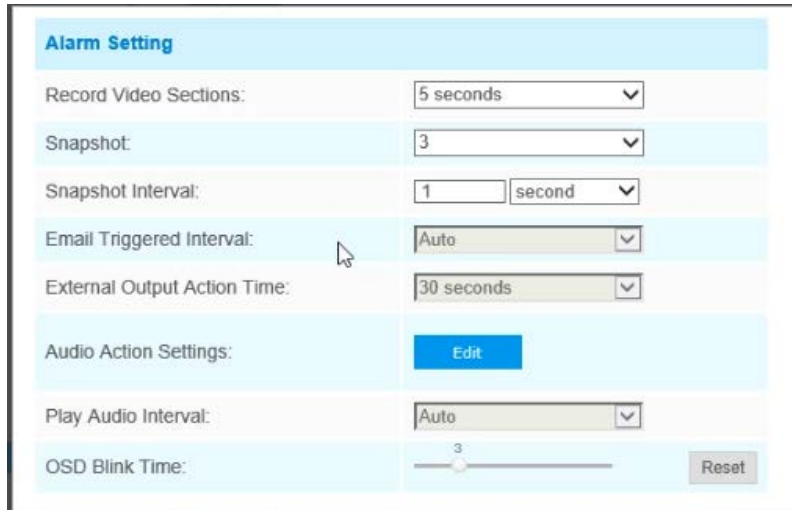 Alarm Setting
Record Video Sections: 5 seconds
Snapshot: 3
Snapshot Interval: 1 second
Email Triggered Interval: Auto
External Output Action Time: 30 seconds
Audio Action Settings: Edit
Play Audio Interval: Auto
3
OSD Blink Time: Reset